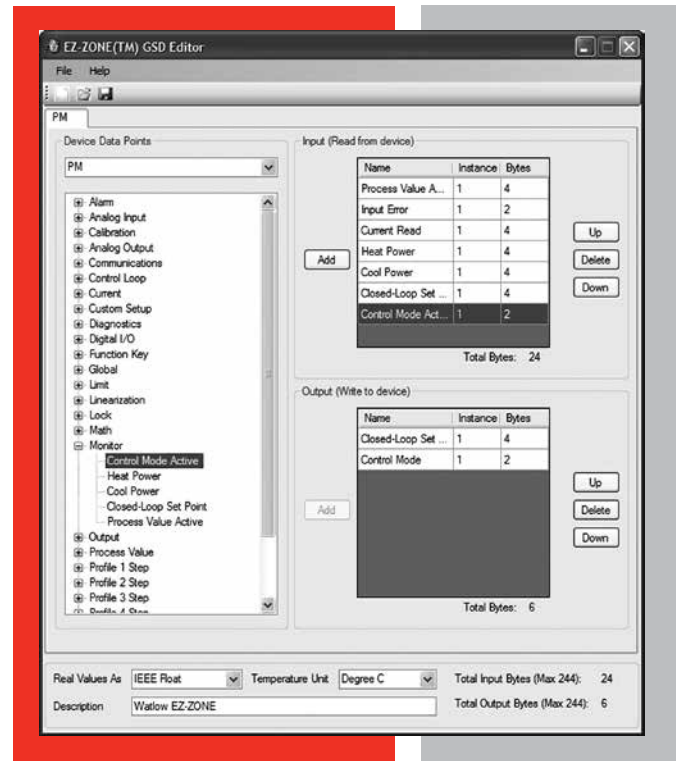 EZ-ZONE(TM) GSD Editor
File Help
PM
Device Data Points
PM
Alarm
Analog Input
Calibration
Analog Output
Communications
Control Loop
Current
Custom Setup
Diagnostics
Digital I/O
Function Key
Global
Limit
Linearization
Lock
Math
Monitor
Control Mode Active
Heat Power
Cool Power
Closed-Loop Set Point
Process Value Active
Output
Process Value
Profile 1 Step
Profile 2 Step
Profile 3 Step
Profile 4 Step
Input (Read from device)
Name Instance Bytes
Process Value A... 1 4
Input Error 1 2
Current Read 1 4
Heat Power 1 4
Cool Power 1 4
Closed-Loop Set ... 1 4
Control Mode Act... 1 2
Add
Up
Delete
Down
Total Bytes: 24
Output (Write to device)
Name Instance Bytes
Closed-Loop Set ... 1 4
Control Mode 1 2
Add
Up
Delete
Down
Total Bytes: 6
Real Values As IEEE Float Temperature Unit Degree C Total Input Bytes (Max 244): 24
Description Watlow EZ-ZONE Total Output Bytes (Max 244): 6